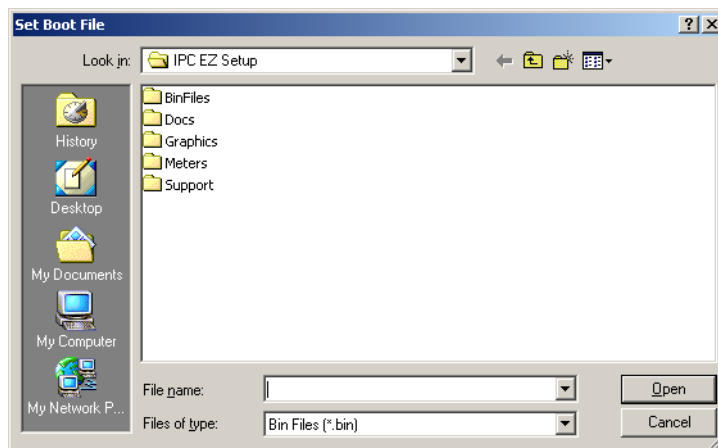 Set Boot File
Look in: IPC EZ Setup
History
Desktop
My Documents
My Computer
My Network P...
BinFiles
Docs
Graphics
Meters
Support
File name: Open
Files of type: Bin Files (*.bin) Cancel